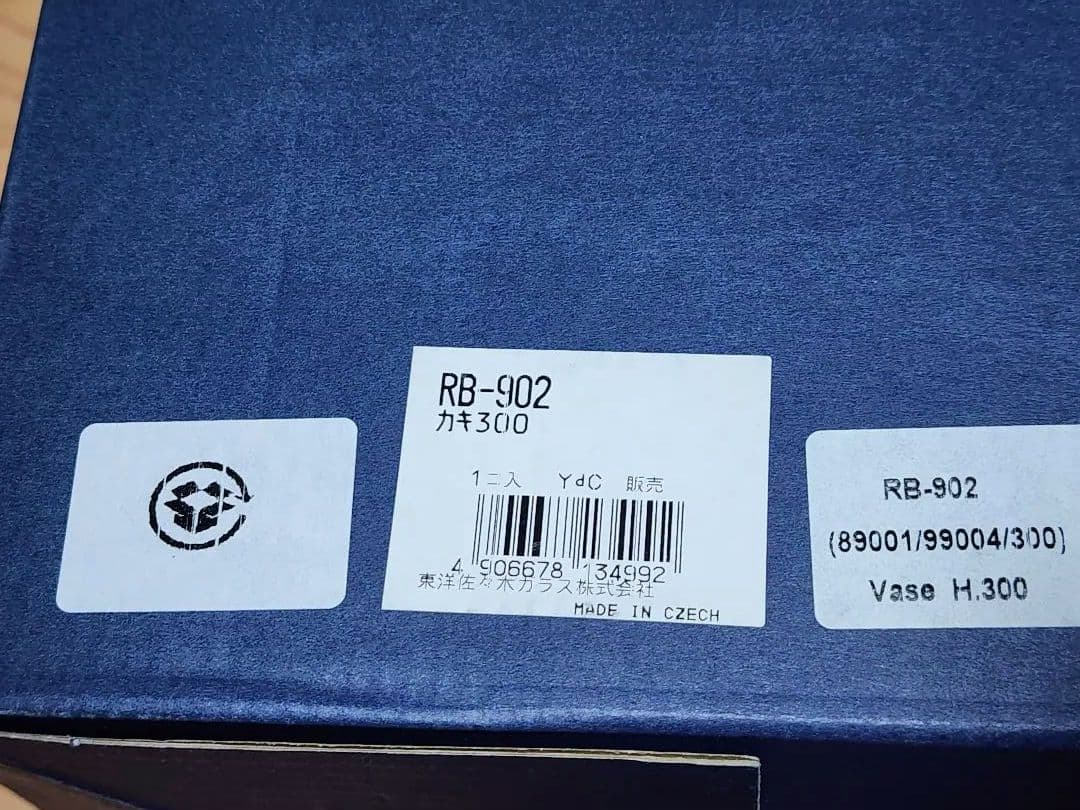 RB-902
カキ300
1コ入 YdC 販売
4 906678 134992
東洋佐々木ガラス株式会社
MADE IN CZECH
RB-902
(89001/99004/300)
Vase H.300